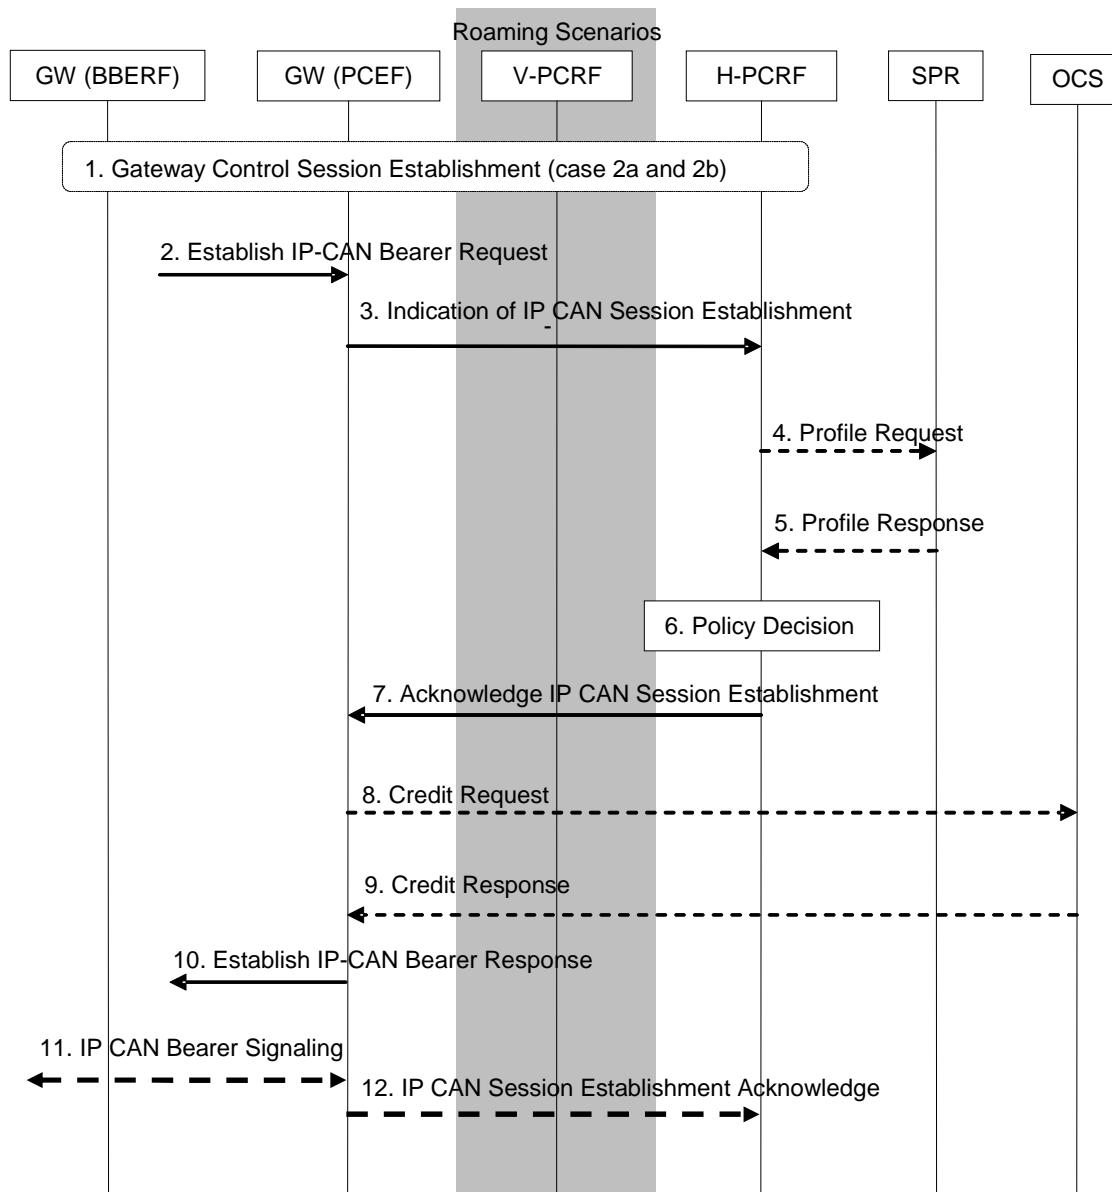 Roaming Scenarios
GW (BBERF)
GW (PCEF)
V-PCRF
H-PCRF
SPR
OCS
1. Gateway Control Session Establishment (case 2a and 2b)
2. Establish IP-CAN Bearer Request
3. Indication of IP_CAN Session Establishment
4. Profile Request
5. Profile Response
6. Policy Decision
7. Acknowledge IP CAN Session Establishment
8. Credit Request
9. Credit Response
10. Establish IP-CAN Bearer Response
11. IP CAN Bearer Signaling
12. IP CAN Session Establishment Acknowledge